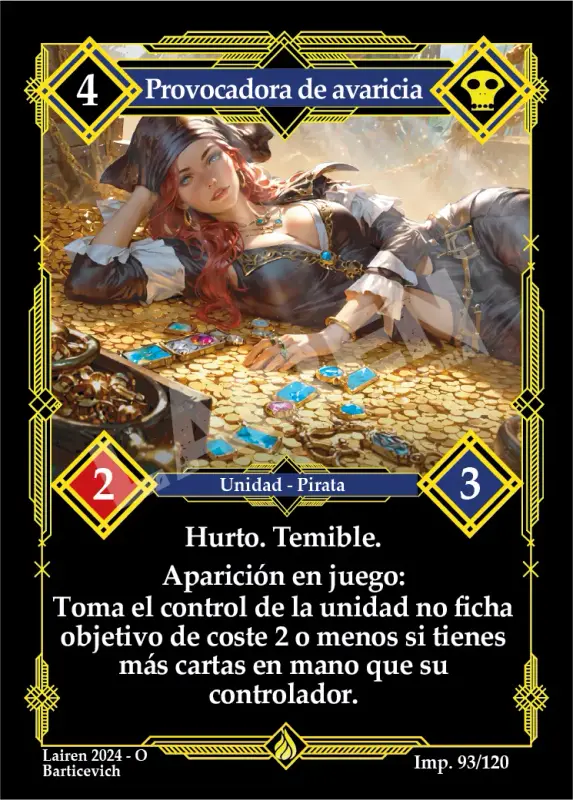 4
Provocadora de avaricia
LAIREN
2
Unidad - Pirata
3
Hurto. Temible.
Aparición en juego:
Toma el control de la unidad no ficha
objetivo de coste 2 o menos si tienes
más cartas en mano que su
controlador.
Lairen 2024 - O
Barticevich
Imp. 93/120